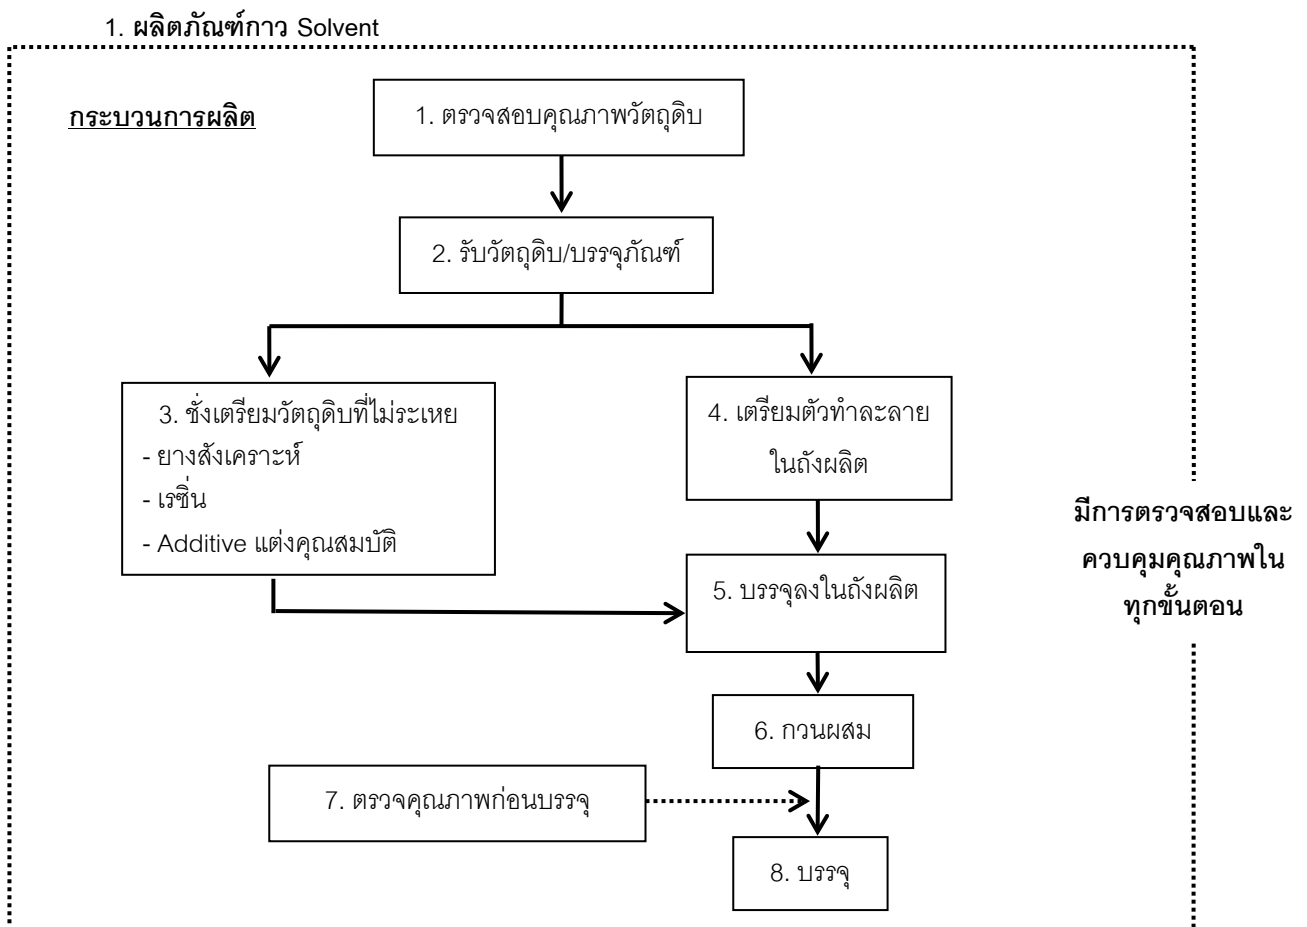 1. ผลิตภัณฑ์กาว Solvent
กระบวนการผลิต
1. ตรวจสอบคุณภาพวัตถุดิบ
2. รับวัตถุดิบ/บรรจุภัณฑ์
3. ชั่งเตรียมวัตถุดิบที่ไม่ระเหย
- ยางสังเคราะห์
- เรซิ่น
- Additive แต่งคุณสมบัติ
4. เตรียมตัวทำละลาย
ในถังผลิต
5. บรรจุลงในถังผลิต
6. กวนผสม
7. ตรวจคุณภาพก่อนบรรจุ
8. บรรจุ
มีการตรวจสอบและ
ควบคุมคุณภาพใน
ทุกขั้นตอน